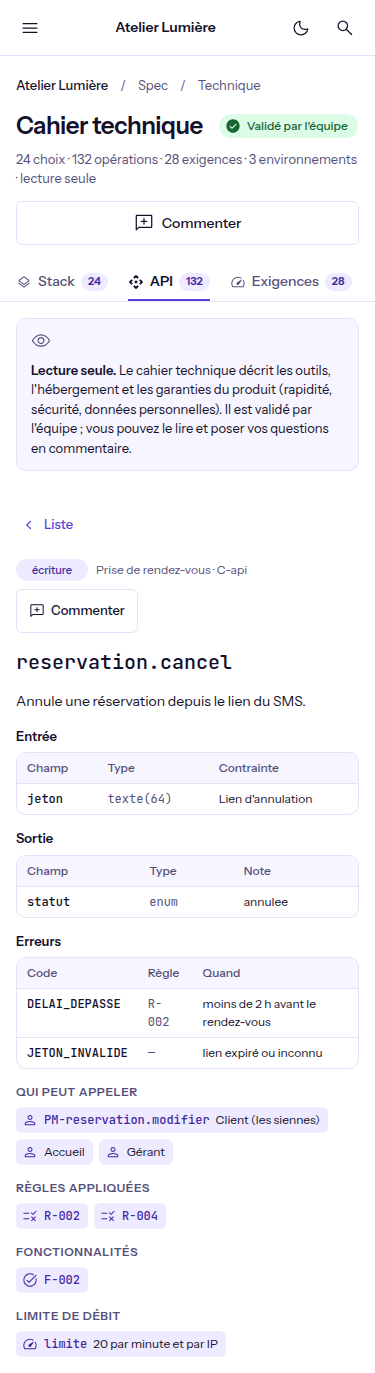 Atelier Lumière
Atelier Lumière / Spec / Technique
Cahier technique Validé par l'équipe
24 choix · 132 opérations · 28 exigences · 3 environnements
· lecture seule
Commenter
Stack 24 API 132 Exigences 28
Lecture seule. Le cahier technique décrit les outils,
l'hébergement et les garanties du produit (rapidité,
sécurité, données personnelles). Il est validé par
l'équipe ; vous pouvez le lire et poser vos questions
en commentaire.
Liste
écriture Prise de rendez-vous · C-api
Commenter
reservation.cancel
Annule une réservation depuis le lien du SMS.
Entrée
Champ Type Contrainte
jeton texte(64) Lien d'annulation
Sortie
Champ Type Note
statut enum annulee
Erreurs
Code Règle Quand
DELAI_DEPASSE R-002 moins de 2 h avant le
rendez-vous
JETON_INVALIDE — lien expiré ou inconnu
QUI PEUT APPELER
PM-reservation.modifier Client (les siennes)
Accueil Gérant
RÈGLES APPLIQUÉES
R-002 R-004
FONCTIONNALITÉS
F-002
LIMITE DE DÉBIT
limite 20 par minute et par IP